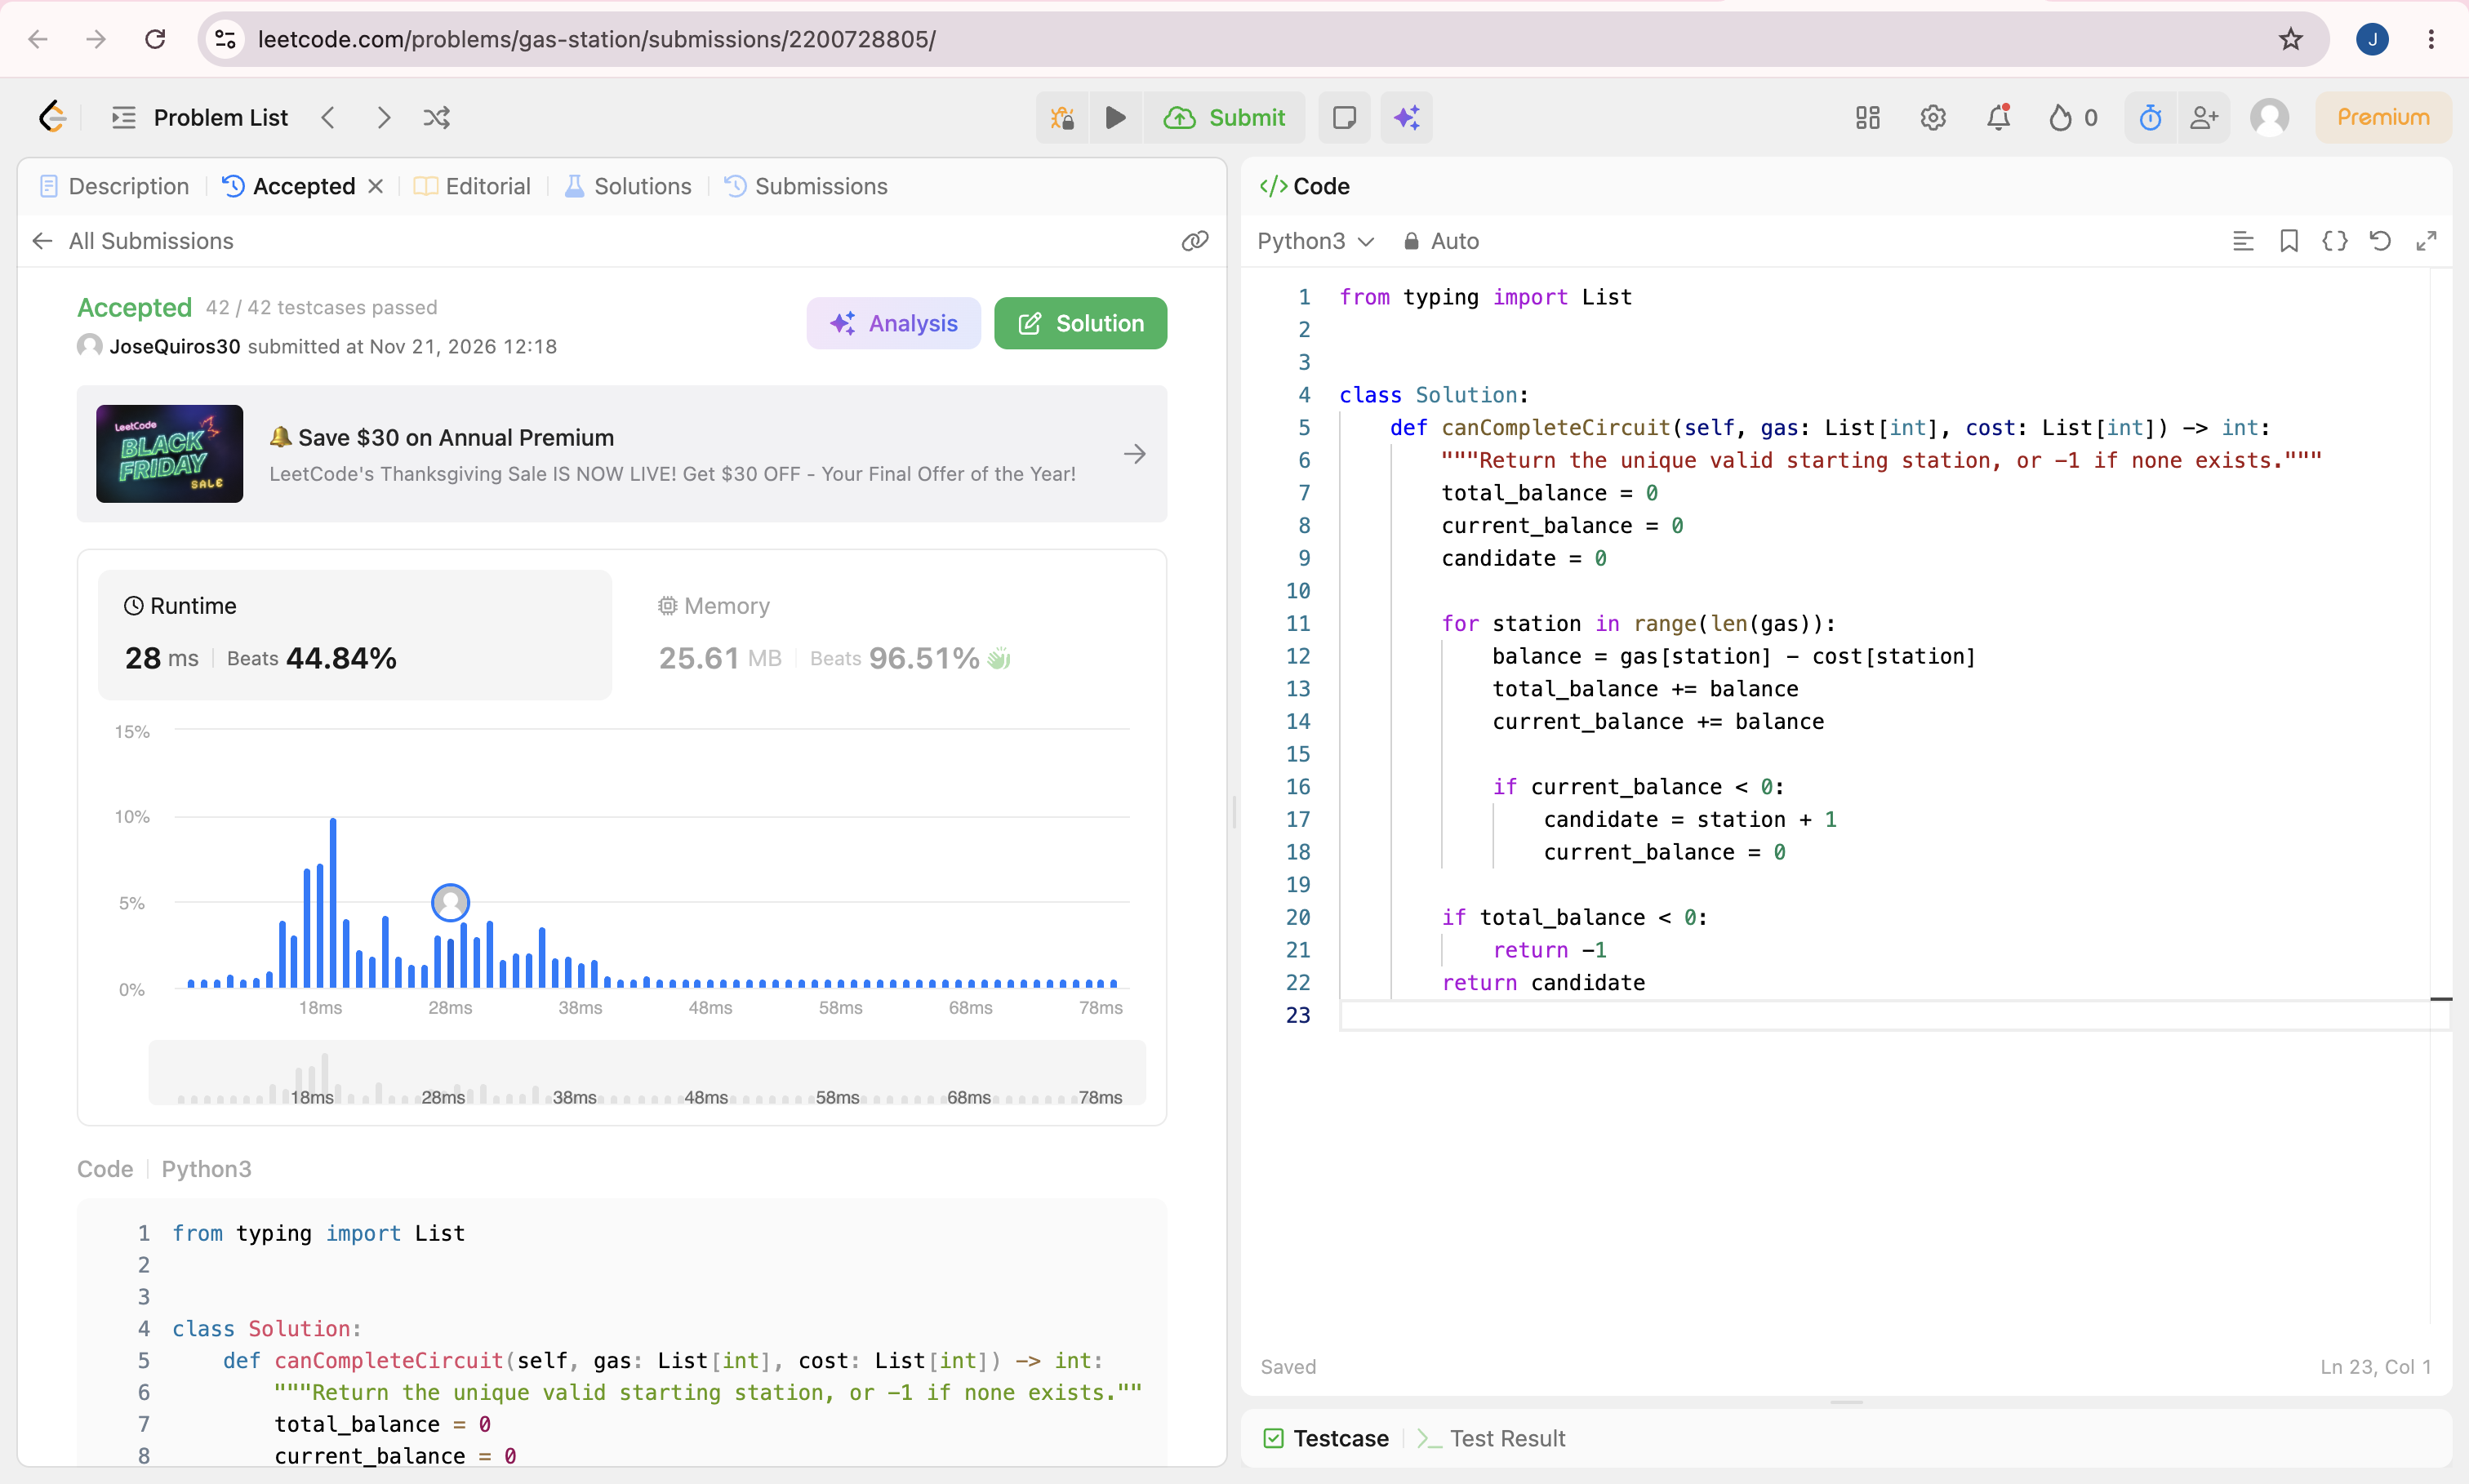 leetcode.com/problems/gas-station/submissions/2200728805/
J
Problem List
Submit
0
Premium
Description
Accepted
Editorial
Solutions
Submissions
All Submissions
Accepted 42 / 42 testcases passed
JoseQuiros30 submitted at Nov 21, 2026 12:18
Analysis
Solution
LeetCode
BLACK
FRIDAY
SALE
Save $30 on Annual Premium
LeetCode's Thanksgiving Sale IS NOW LIVE! Get $30 OFF - Your Final Offer of the Year!
Runtime
28 ms Beats 44.84%
Memory
25.61 MB Beats 96.51%
15%
10%
5%
0%
18ms 28ms 38ms 48ms 58ms 68ms 78ms
18ms 28ms 38ms 48ms 58ms 68ms 78ms
Code Python3
1 from typing import List
2
3
4 class Solution:
5 def canCompleteCircuit(self, gas: List[int], cost: List[int]) -> int:
6 """Return the unique valid starting station, or -1 if none exists.""
7 total_balance = 0
8 current_balance = 0
</> Code
Python3 Auto
1 from typing import List
2
3
4 class Solution:
5 def canCompleteCircuit(self, gas: List[int], cost: List[int]) -> int:
6 """Return the unique valid starting station, or -1 if none exists."""
7 total_balance = 0
8 current_balance = 0
9 candidate = 0
10
11 for station in range(len(gas)):
12 balance = gas[station] - cost[station]
13 total_balance += balance
14 current_balance += balance
15
16 if current_balance < 0:
17 candidate = station + 1
18 current_balance = 0
19
20 if total_balance < 0:
21 return -1
22 return candidate
23
Saved
Ln 23, Col 1
Testcase
Test Result